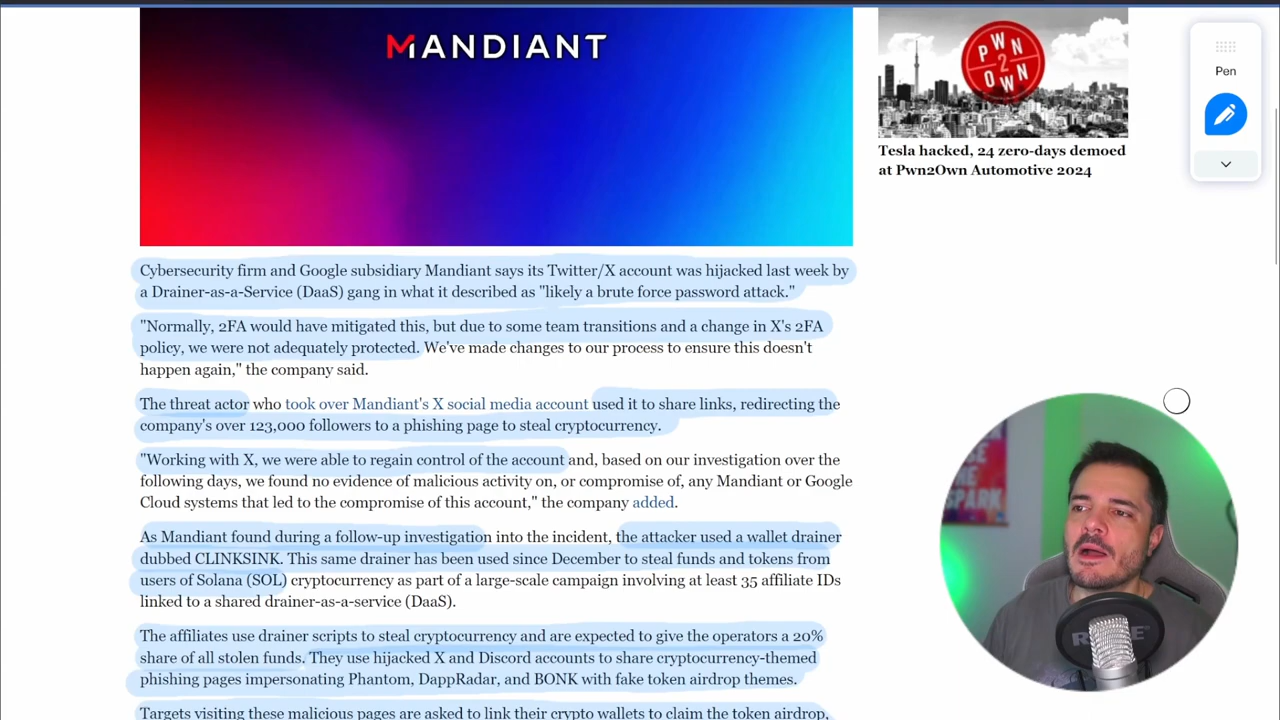 MANDIANT
PWN
2
OWN
Pen
Tesla hacked, 24 zero-days demoed
at Pwn2Own Automotive 2024
Cybersecurity firm and Google subsidiary Mandiant says its Twitter/X account was hijacked last week by
a Drainer-as-a-Service (DaaS) gang in what it described as "likely a brute force password attack."
"Normally, 2FA would have mitigated this, but due to some team transitions and a change in X's 2FA
policy, we were not adequately protected. We've made changes to our process to ensure this doesn't
happen again," the company said.
The threat actor who took over Mandiant's X social media account used it to share links, redirecting the
company's over 123,000 followers to a phishing page to steal cryptocurrency.
"Working with X, we were able to regain control of the account and, based on our investigation over the
following days, we found no evidence of malicious activity on, or compromise of, any Mandiant or Google
Cloud systems that led to the compromise of this account," the company added.
As Mandiant found during a follow-up investigation into the incident, the attacker used a wallet drainer
dubbed CLINKSINK. This same drainer has been used since December to steal funds and tokens from
users of Solana (SOL) cryptocurrency as part of a large-scale campaign involving at least 35 affiliate IDs
linked to a shared drainer-as-a-service (DaaS).
The affiliates use drainer scripts to steal cryptocurrency and are expected to give the operators a 20%
share of all stolen funds. They use hijacked X and Discord accounts to share cryptocurrency-themed
phishing pages impersonating Phantom, DappRadar, and BONK with fake token airdrop themes.
Targets visiting these malicious pages are asked to link their crypto wallets to claim the token airdrop,